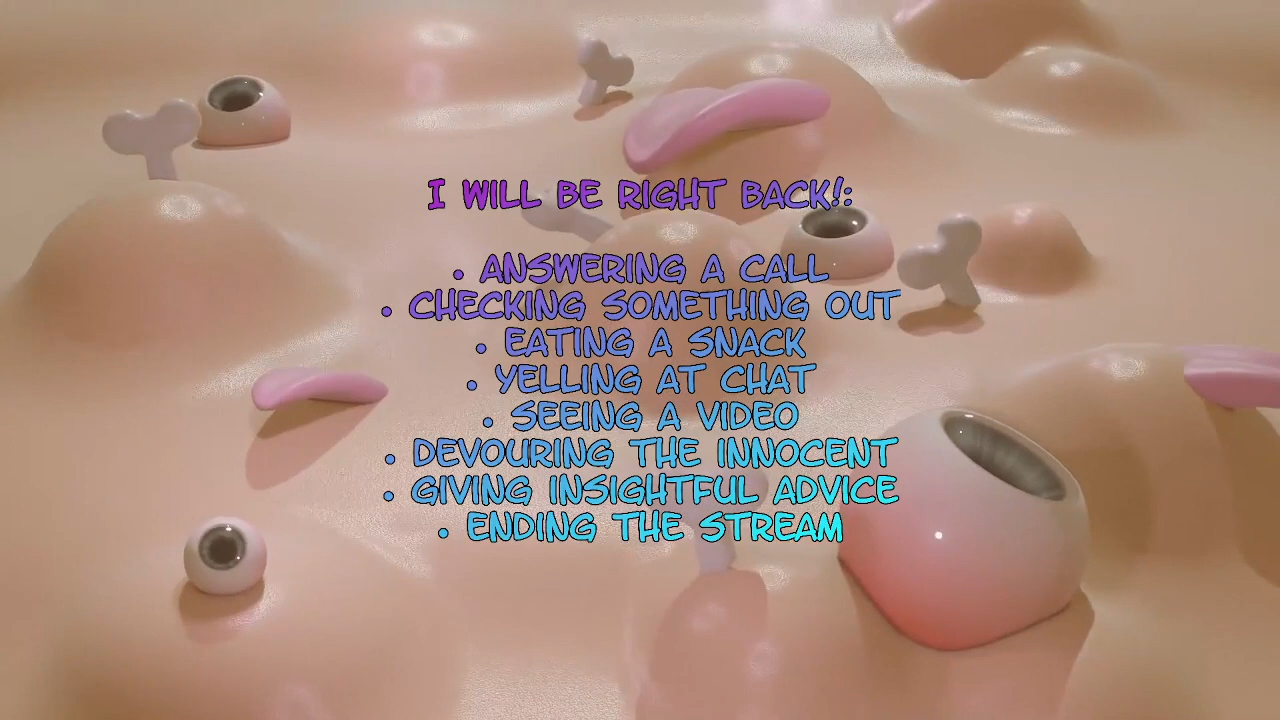 I WILL BE RIGHT BACK!:
• ANSWERING A CALL
• CHECKING SOMETHING OUT
• EATING A SNACK
• YELLING AT CHAT
• SEEING A VIDEO
• DEVOURING THE INNOCENT
• GIVING INSIGHTFUL ADVICE
• ENDING THE STREAM